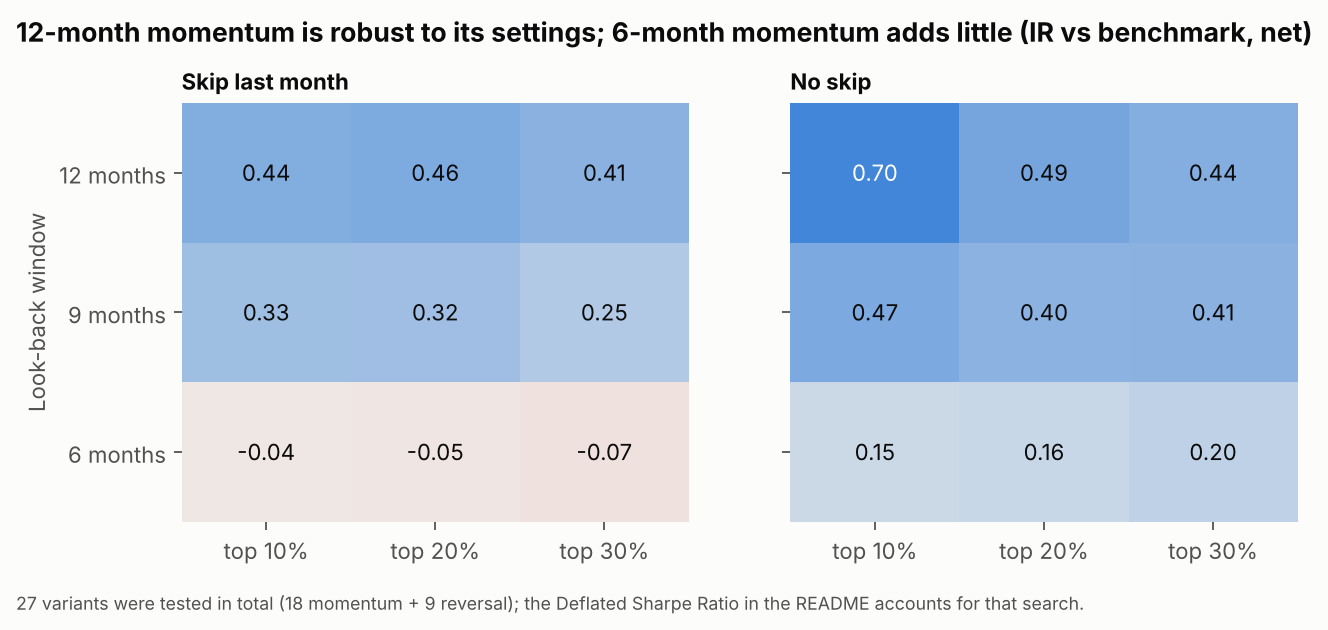 12-month momentum is robust to its settings; 6-month momentum adds little (IR vs benchmark, net)
Skip last month
No skip
Look-back window
12 months
0.44 0.46 0.41
0.70 0.49 0.44
9 months
0.33 0.32 0.25
0.47 0.40 0.41
6 months
-0.04 -0.05 -0.07
0.15 0.16 0.20
top 10% top 20% top 30%
top 10% top 20% top 30%
27 variants were tested in total (18 momentum + 9 reversal); the Deflated Sharpe Ratio in the README accounts for that search.